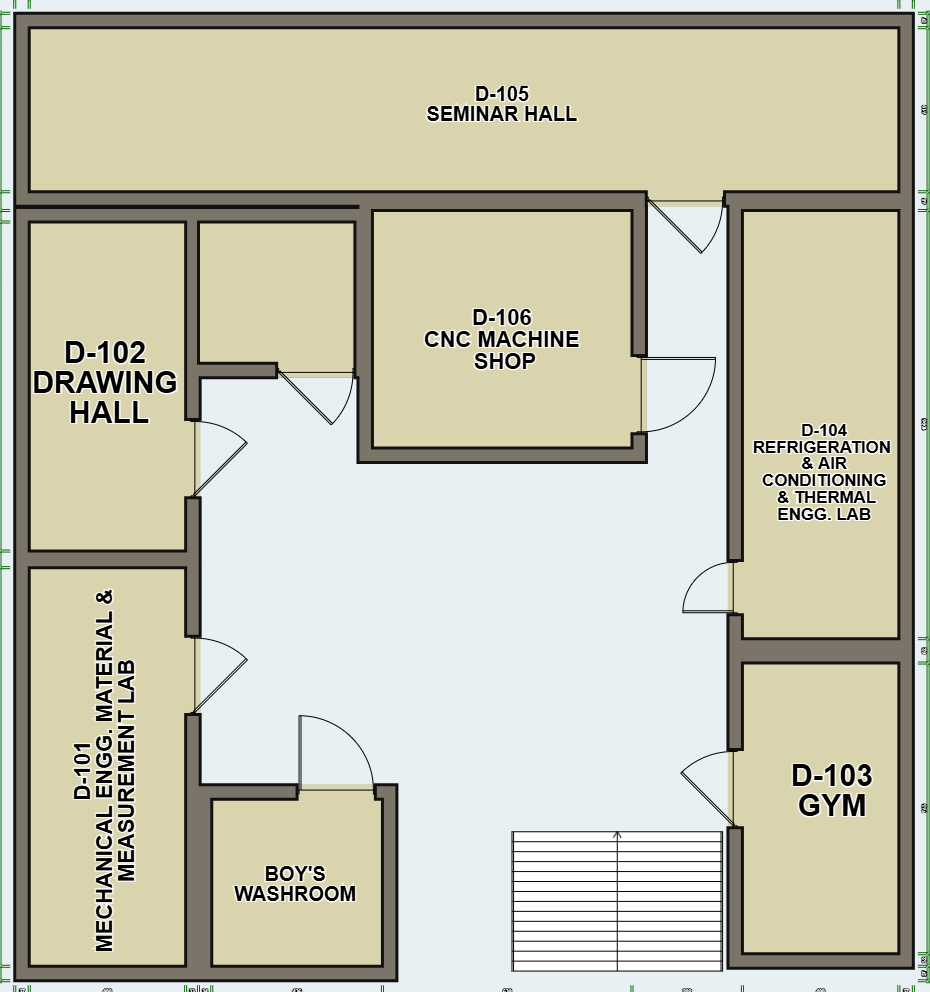 D-105
SEMINAR HALL
D-106
CNC MACHINE
SHOP
D-102
DRAWING
HALL
D-104
REFRIGERATION
& AIR
CONDITIONING
& THERMAL
ENGG. LAB
D-101
MECHANICAL ENGG. MATERIAL &
MEASUREMENT LAB
D-103
GYM
BOY'S
WASHROOM